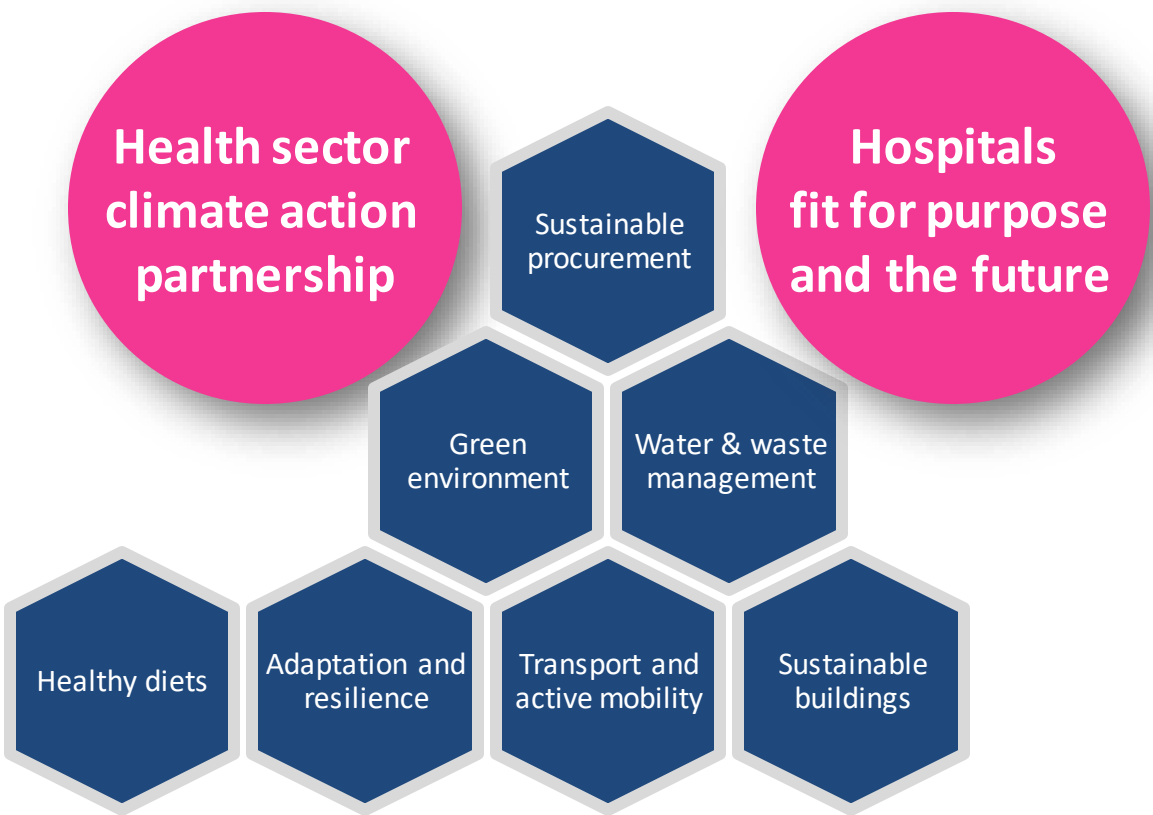 Health sector
climate action
partnership
Hospitals
fit for purpose
and the future
Sustainable
procurement
Green
environment
Water & waste
management
Healthy diets
Adaptation and
resilience
Transport and
active mobility
Sustainable
buildings